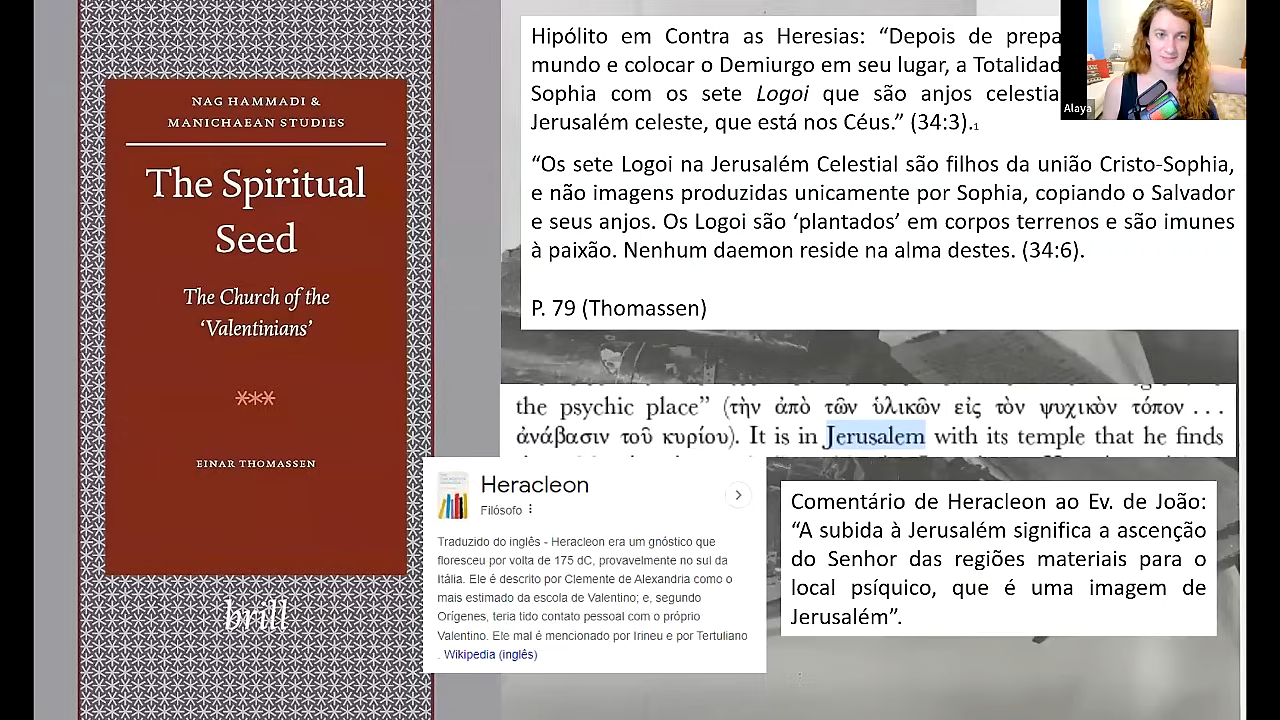 NAG HAMMADI &
MANICHAEAN STUDIES
The Spiritual
Seed
The Church of the
‘Valentinians’
EINAR THOMASSEN
brill
Hipólito em Contra as Heresias: “Depois de
mundo e colocar o Demiurgo em seu lugar, a
Sophia com os sete Logoi que são anjos
Jerusalém celeste, que está nos Céus.” (34:3).1
“Os sete Logoi na Jerusalém Celestial são filhos da união Cristo-Sophia,
e não imagens produzidas unicamente por Sophia, copiando o Salvador
e seus anjos. Os Logoi são ‘plantados’ em corpos terrenos e são imunes
à paixão. Nenhum daemon reside na alma destes. (34:6).
P. 79 (Thomassen)
Alaya
the psychic place” (τὴν ἀπὸ τῶν ὑλικῶν εἰς τὸν ψυχικὸν τόπον . . .
ἀνάβασιν τοῦ κυρίου). It is in Jerusalem with its temple that he finds
Heracleon
Filósofo
Traduzido do inglês - Heracleon era um gnóstico que
floresceu por volta de 175 dC, provavelmente no sul da
Itália. Ele é descrito por Clemente de Alexandria como o
mais estimado da escola de Valentino; e, segundo
Orígenes, teria tido contato pessoal com o próprio
Valentino. Ele mal é mencionado por Irineu e por Tertuliano
. Wikipedia (inglês)
Comentário de Heracleon ao Ev. de João:
“A subida à Jerusalém significa a ascenção
do Senhor das regiões materiais para o
local psíquico, que é uma imagem de
Jerusalém”.